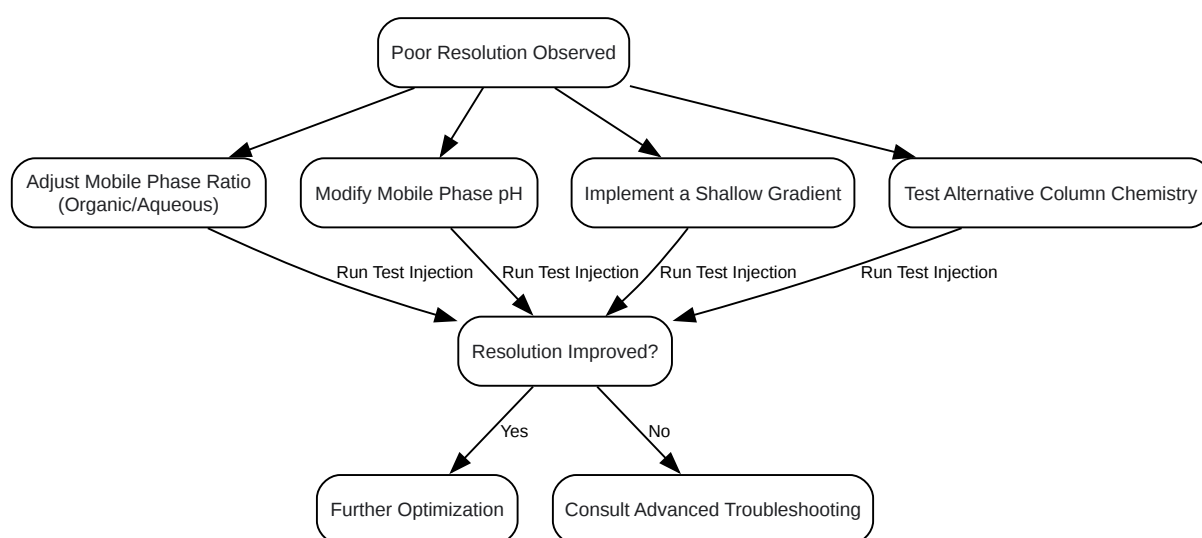 Poor Resolution Observed
Adjust Mobile Phase Ratio
(Organic/Aqueous)
Modify Mobile Phase pH
Implement a Shallow Gradient
Test Alternative Column Chemistry
Run Test Injection
Run Test Injection
Run Test Injection
Run Test Injection
Resolution Improved?
Yes
No
Further Optimization
Consult Advanced Troubleshooting